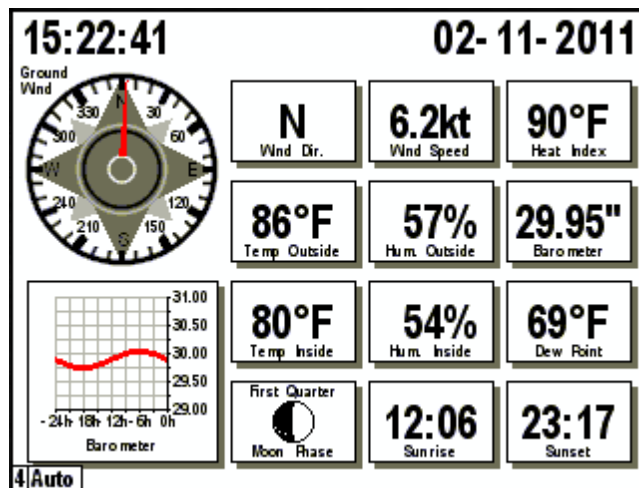 15:22:41
02-11-2011
Ground
Wind
N
30
60
E
120
150
S
210
240
W
300
330
N
Wind Dir.
6.2kt
Wind Speed
90°F
Heat Index
86°F
Temp Outside
57%
Hum. Outside
29.95"
Barometer
31.00
30.50
30.00
29.50
29.00
-24h 18h 12h 6h 0h
Barometer
80°F
Temp Inside
54%
Hum. Inside
69°F
Dew Point
First Quarter
Moon Phase
12:06
Sunrise
23:17
Sunset
4 Auto